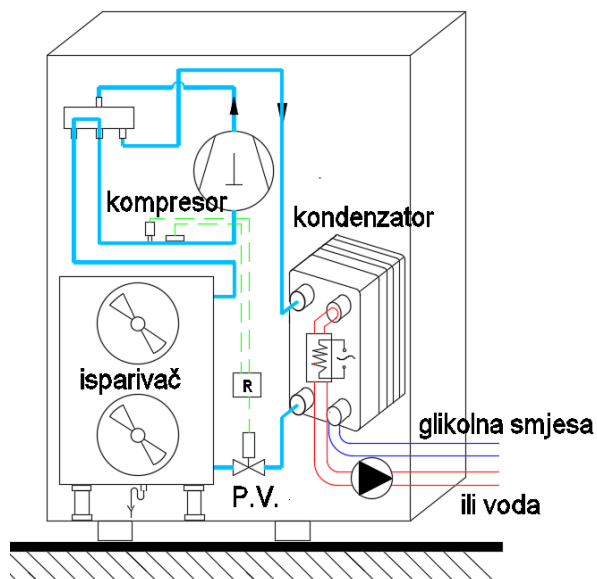 kompresor
kondenzator
isparivač
R
glikolna smjesa
P.V.
ili voda